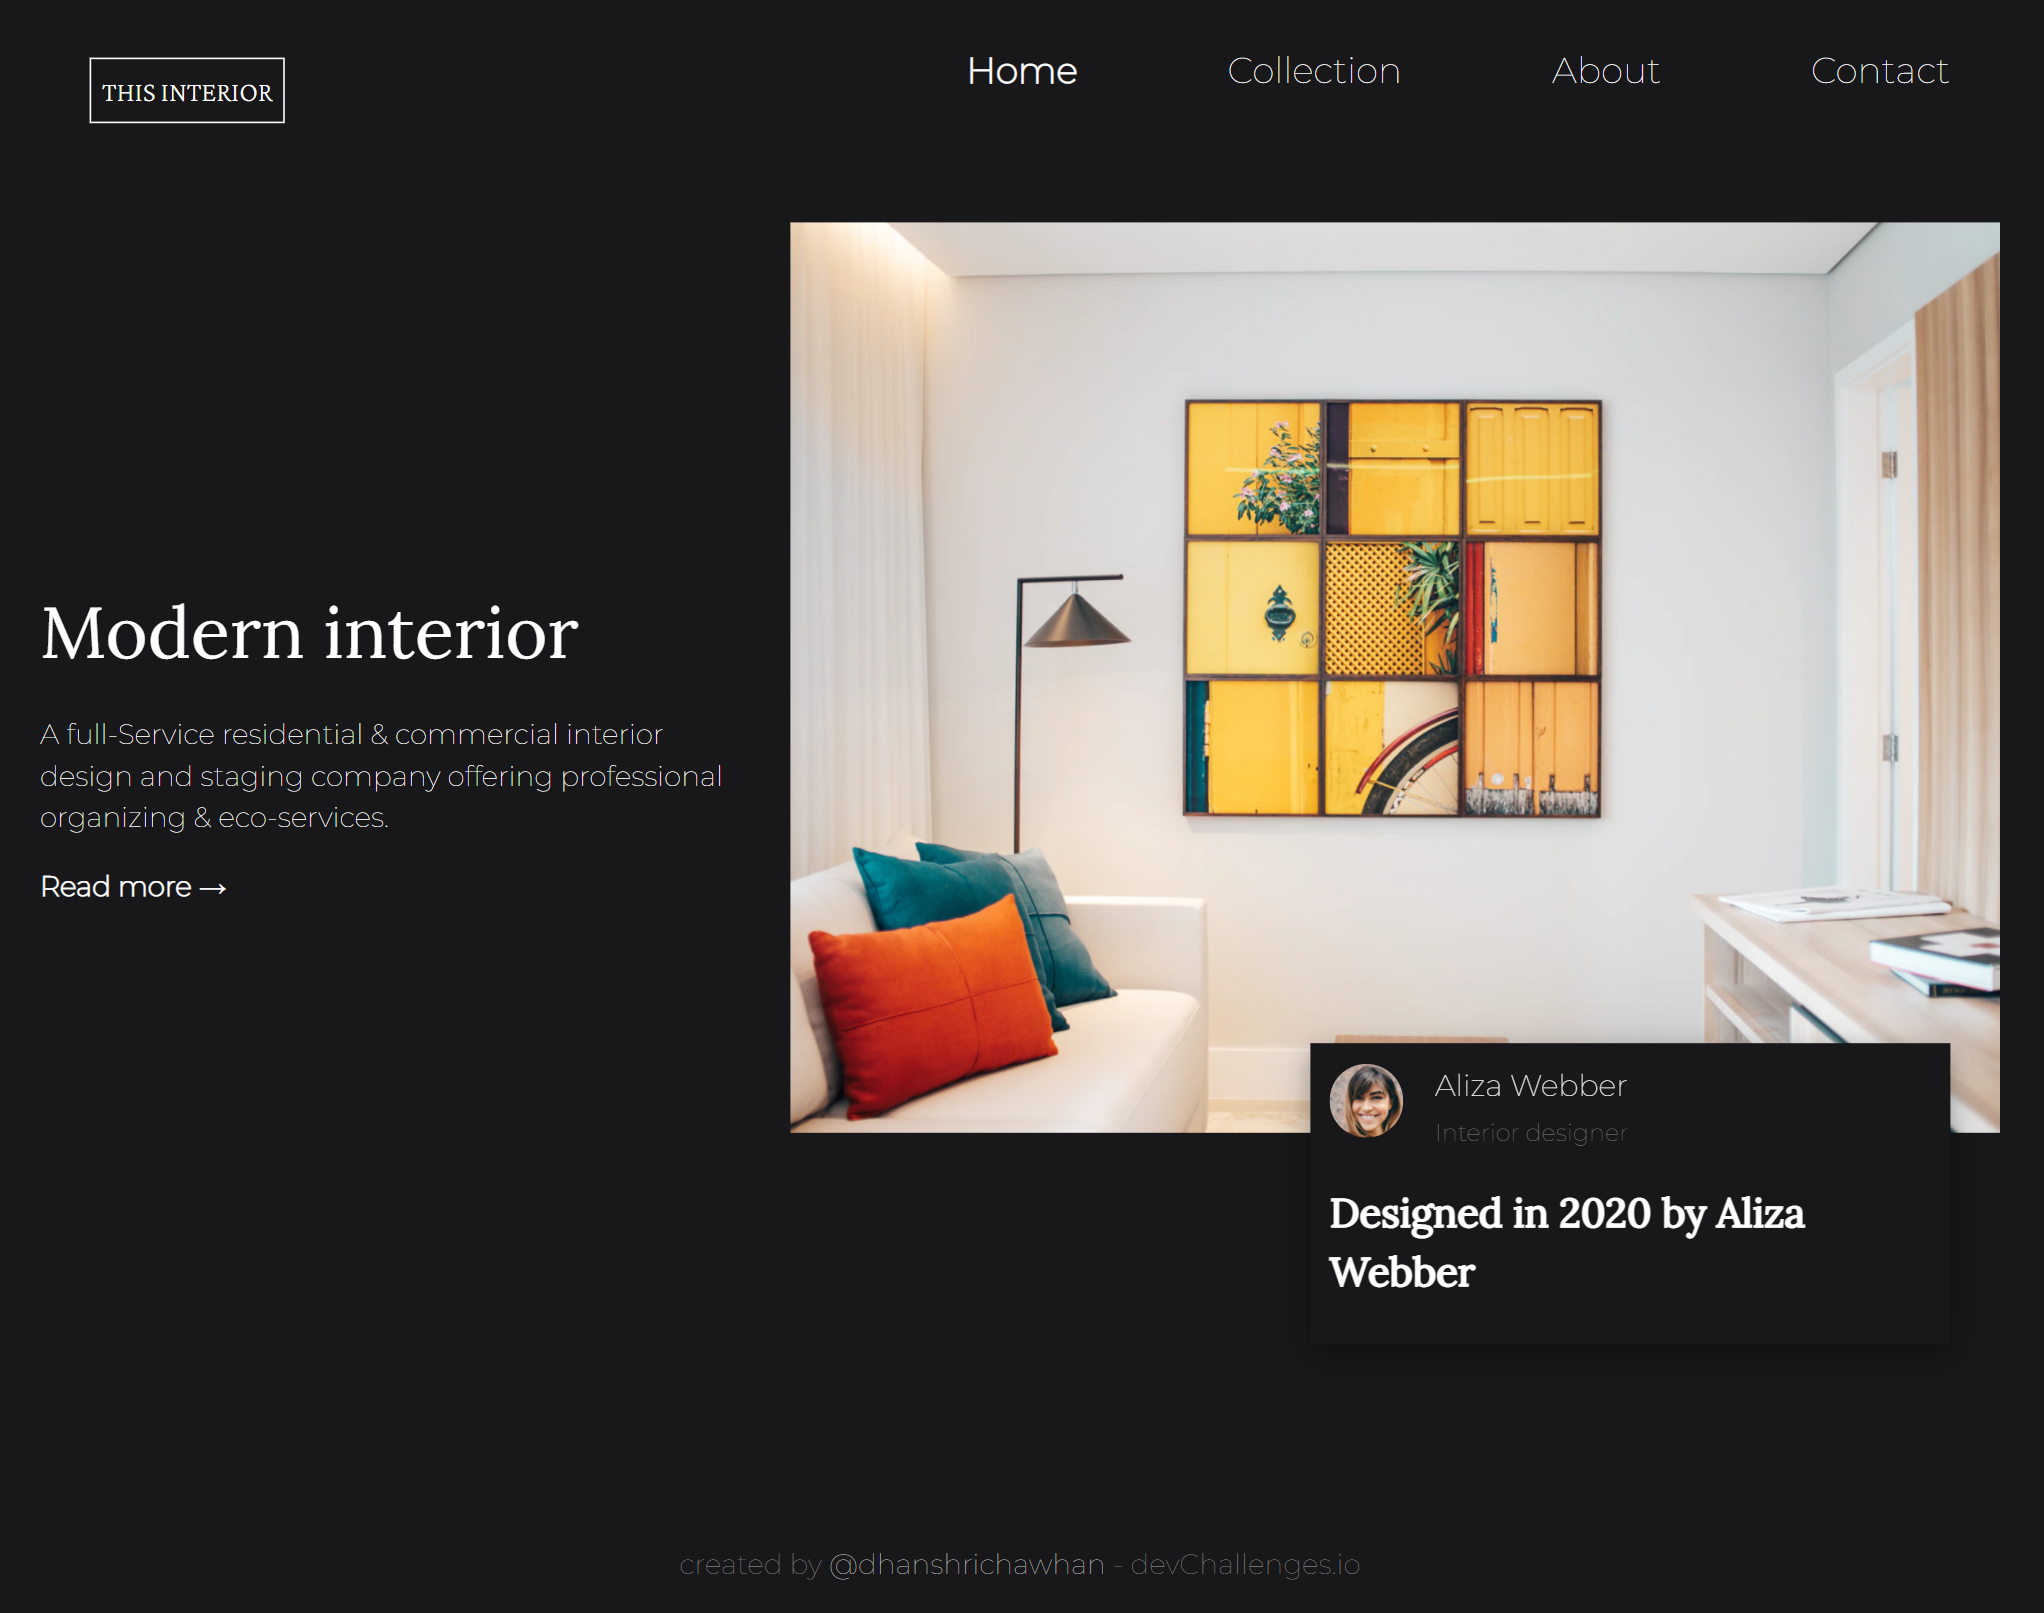 THIS INTERIOR
Home
Collection
About
Contact
Modern interior
A full-Service residential & commercial interior
design and staging company offering professional
organizing & eco-services.
Read more →
Aliza Webber
Interior designer
Designed in 2020 by Aliza
Webber
created by @dhanshrichawhan - devChallenges.io